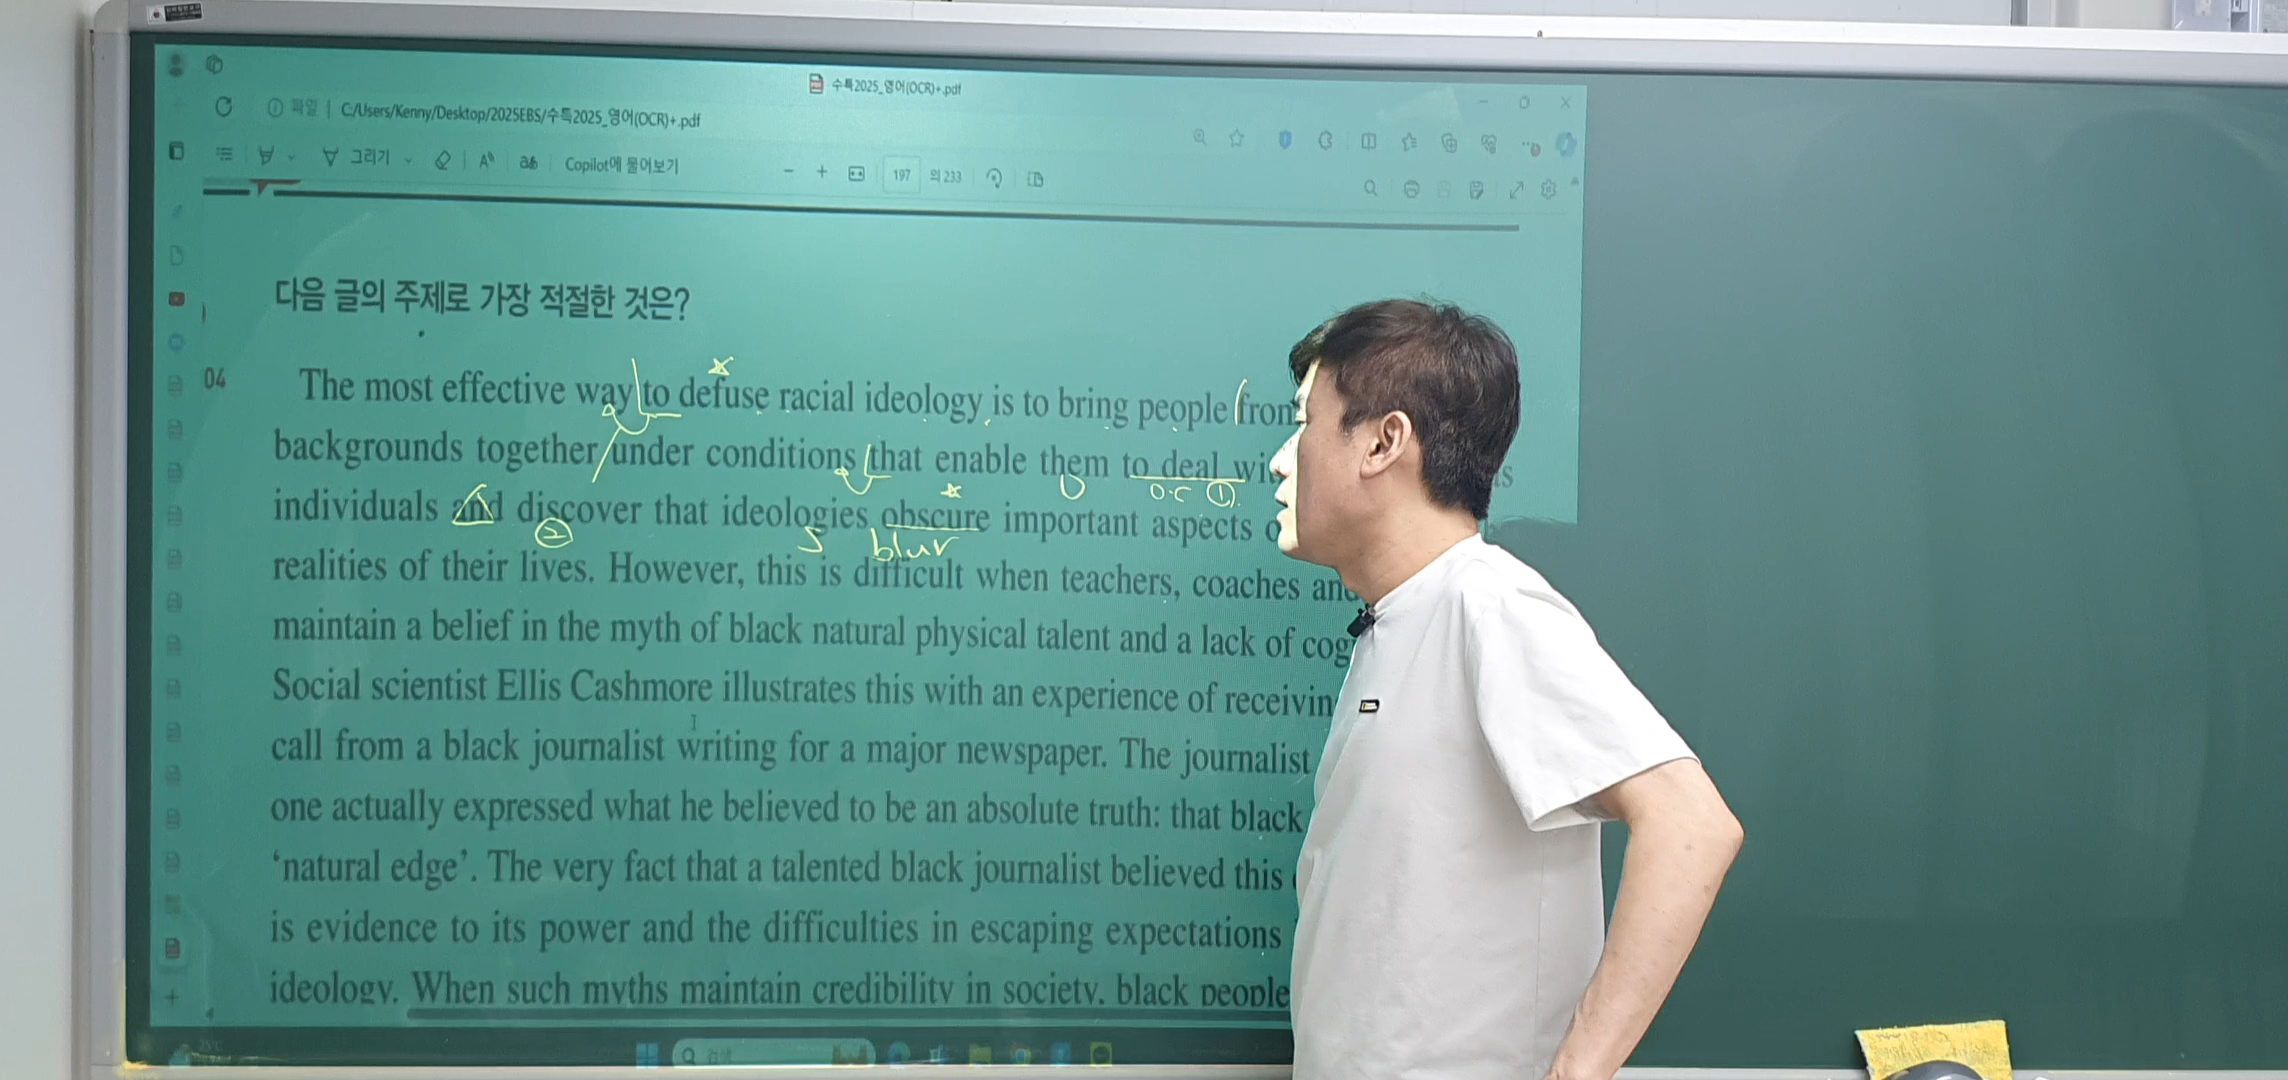 수특2025_영어(OCR)+.pdf
파일 | C:/Users/Kenny/Desktop/2025EBS/수특2025_영어(OCR)+.pdf
그리기 aあ Copilot에 물어보기 − + 197 의 233
다음 글의 주제로 가장 적절한 것은?
04 The most effective way to defuse racial ideology is to bring people from
backgrounds together under conditions that enable them to deal
O.C ①
individuals and discover that ideologies obscure important aspects
② S blur
realities of their lives. However, this is difficult when teachers, coaches
maintain a belief in the myth of black natural physical talent and a lack of
Social scientist Ellis Cashmore illustrates this with an experience of
call from a black journalist writing for a major newspaper. The journalist
one actually expressed what he believed to be an absolute truth: that black
‘natural edge’. The very fact that a talented black journalist believed this
is evidence to its power and the difficulties in escaping expectations
ideology. When such myths maintain credibility in society, black people
25°C
검색